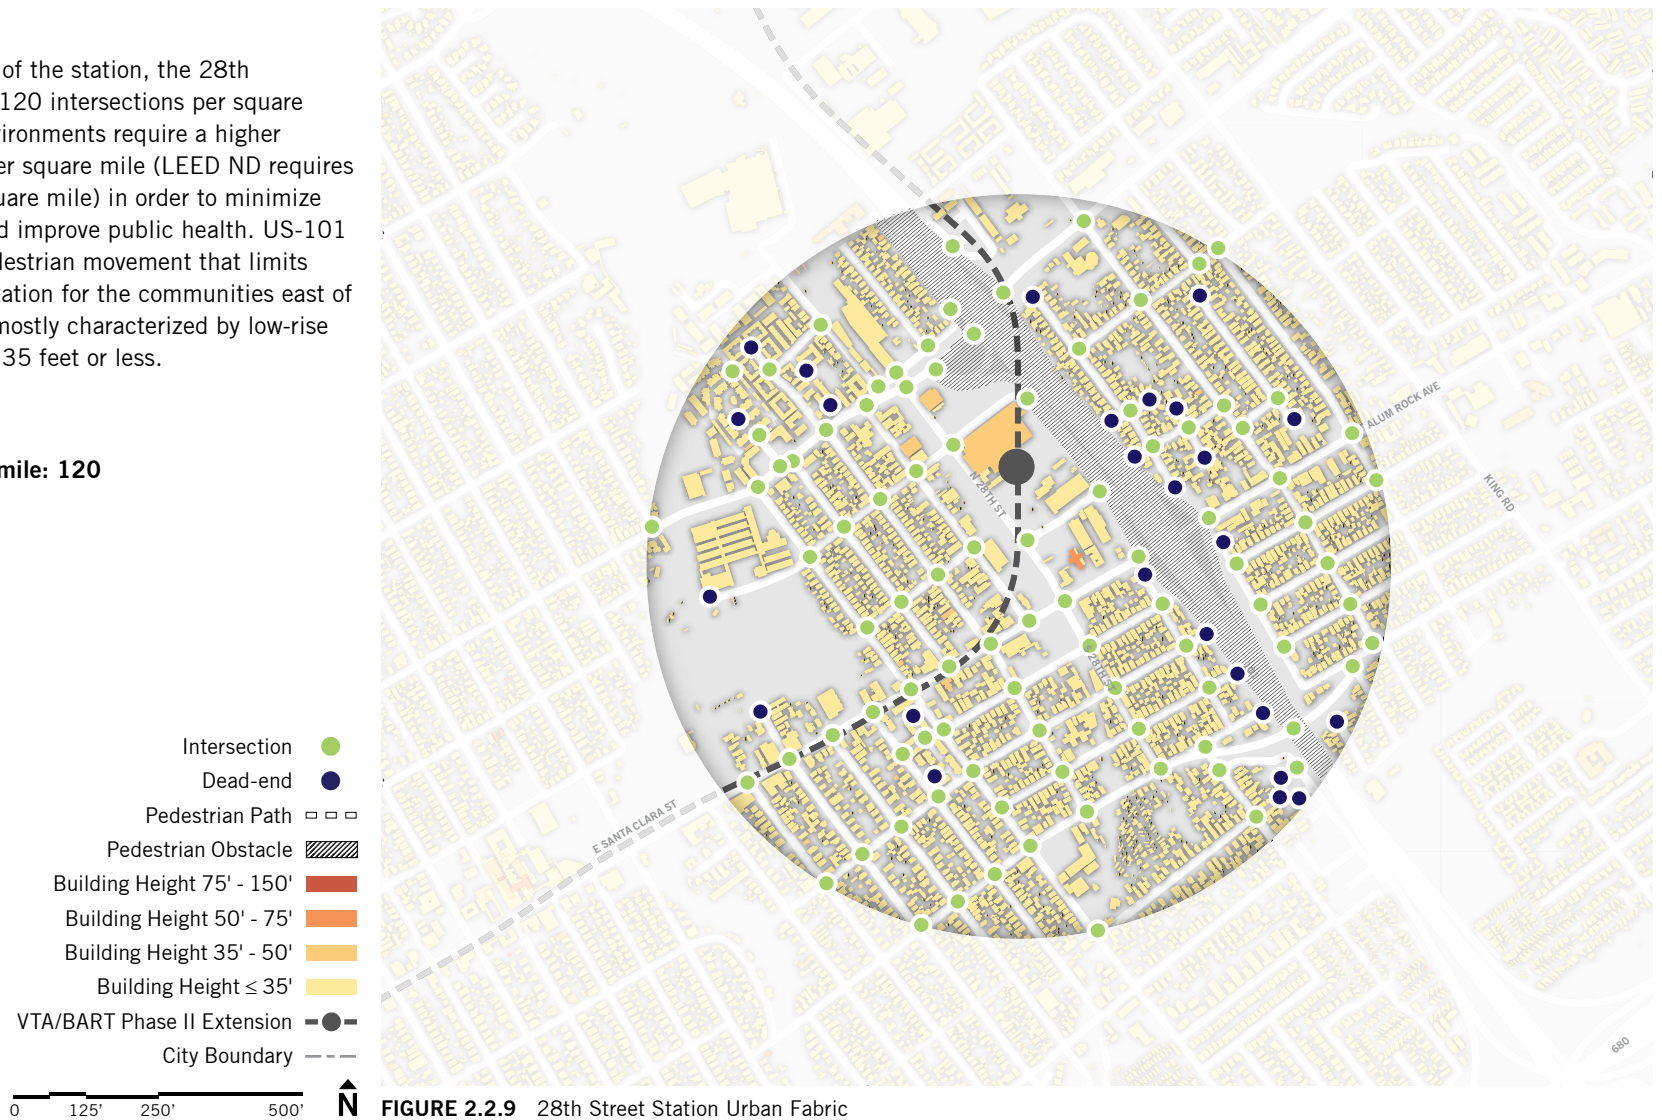 of the station, the 28th
120 intersections per square
ironments require a higher
er square mile (LEED ND requires
uare mile) in order to minimize
d improve public health. US-101
destrian movement that limits
tation for the communities east of
mostly characterized by low-rise
35 feet or less.
mile: 120
Intersection
Dead-end
Pedestrian Path
Pedestrian Obstacle
Building Height 75' - 150'
Building Height 50' - 75'
Building Height 35' - 50'
Building Height ≤ 35'
VTA/BART Phase II Extension
City Boundary
0 125’ 250’ 500’
N
ALUM ROCK AVE
KING RD
N 28TH ST
S 28TH ST
101
E SANTA CLARA ST
680
FIGURE 2.2.9 28th Street Station Urban Fabric